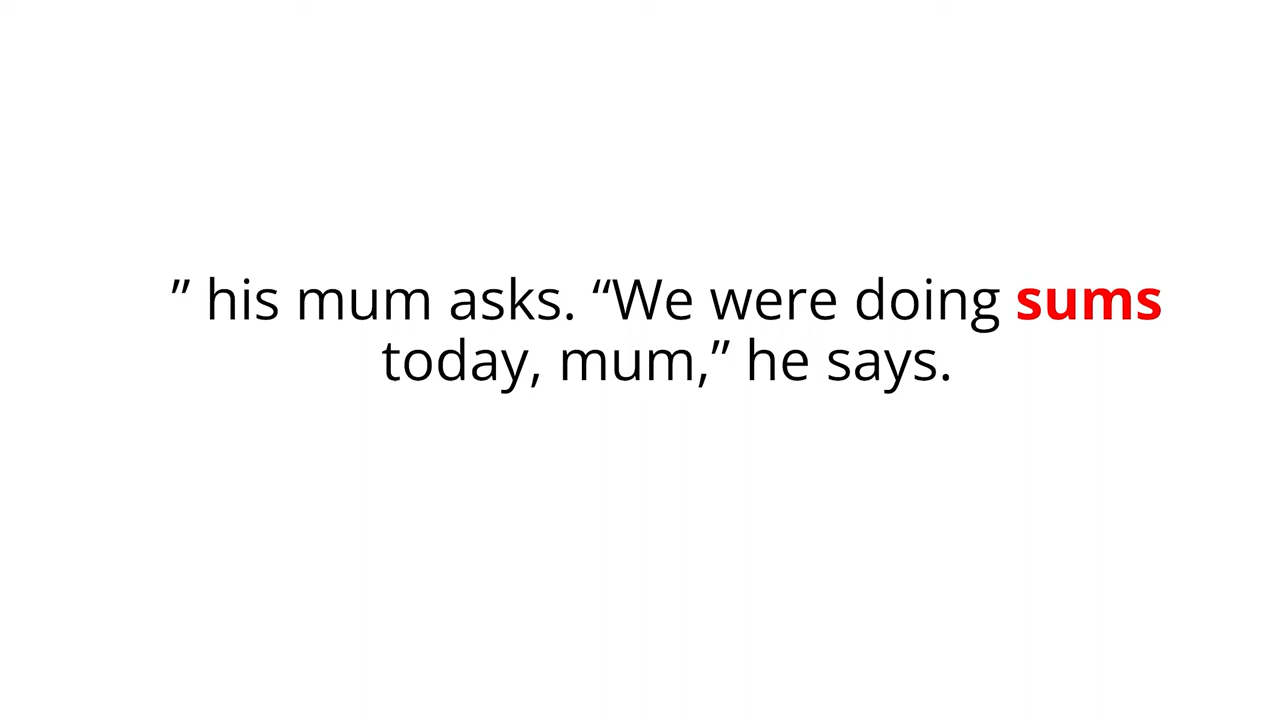 ” his mum asks. “We were doing sums
today, mum,” he says.